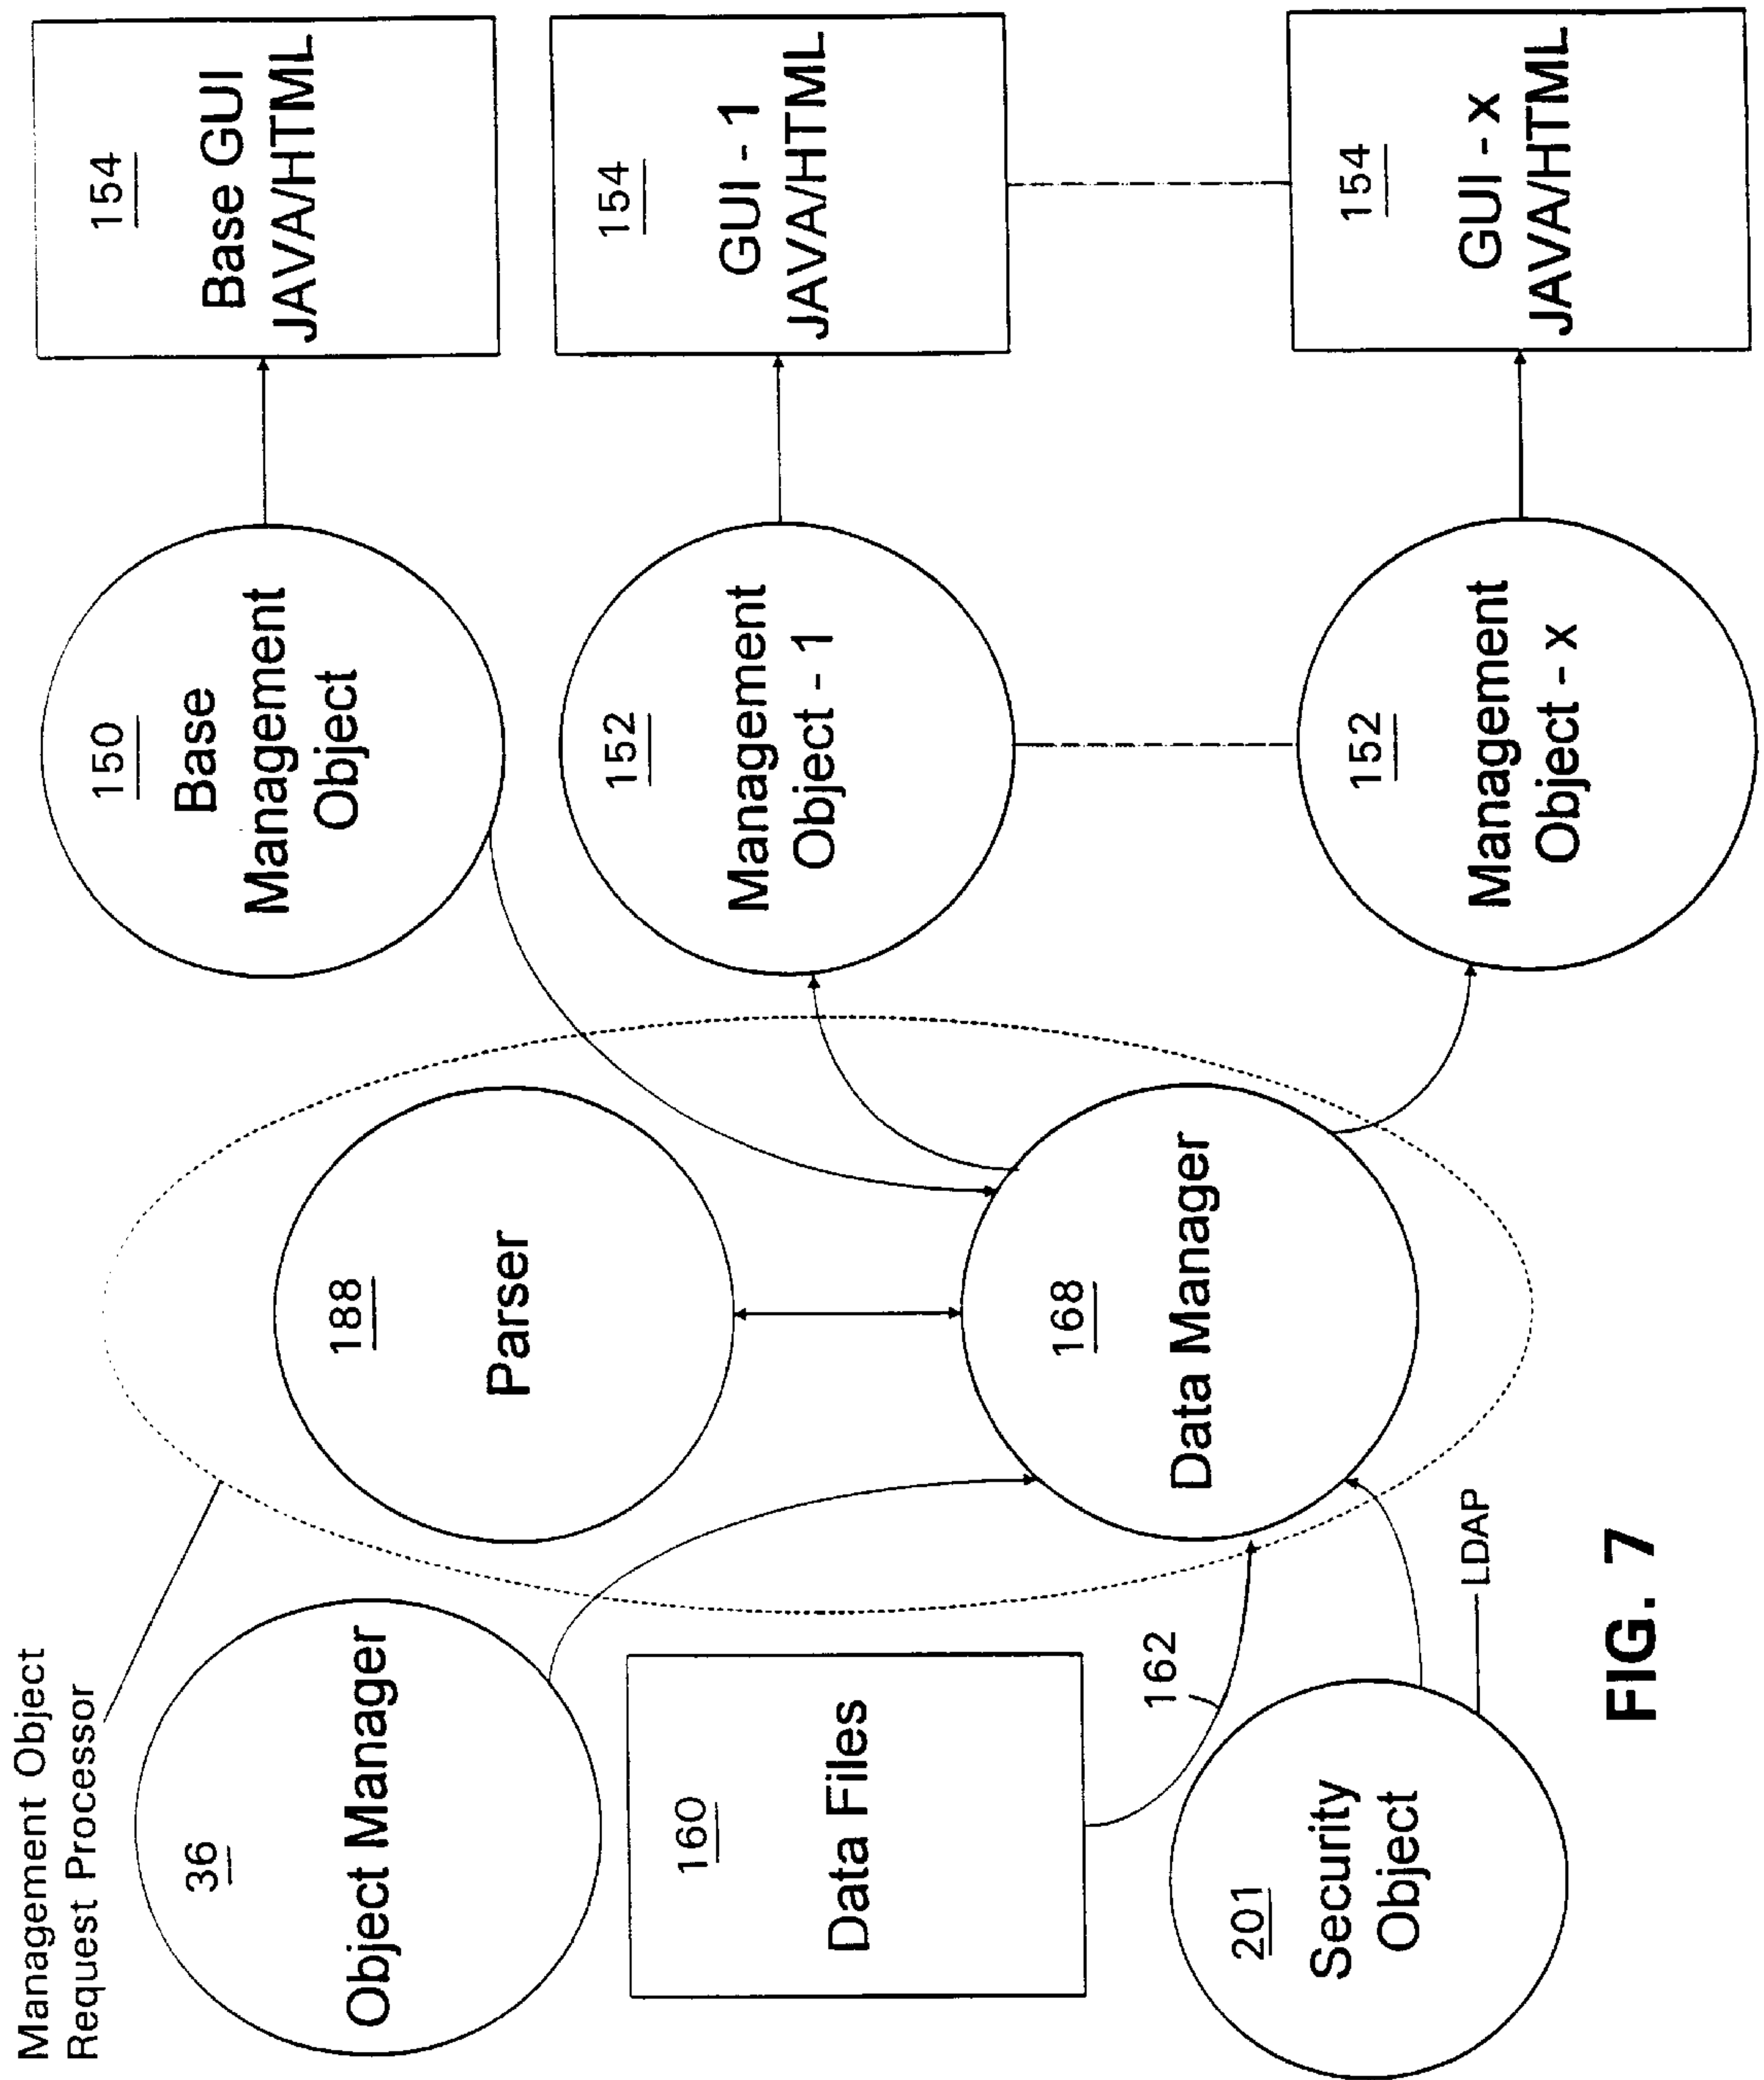 Management Object
Request Processor
36
Object Manager
188
Parser
150
Base
Management
Object
154
Base GUI
JAVA/HTML
160
Data Files
162
168
Data Manager
152
Management
Object - 1
154
GUI - 1
JAVA/HTML
201
Security
Object
LDAP
152
Management
Object - x
154
GUI - x
JAVA/HTML
FIG. 7